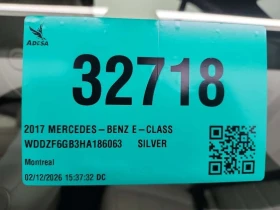 ADESA
32718
2017 MERCEDES-BENZ E-CLASS
WDDZF6GB3HA186063 SILVER
Montreal
02/12/2026 15:37:32 DC